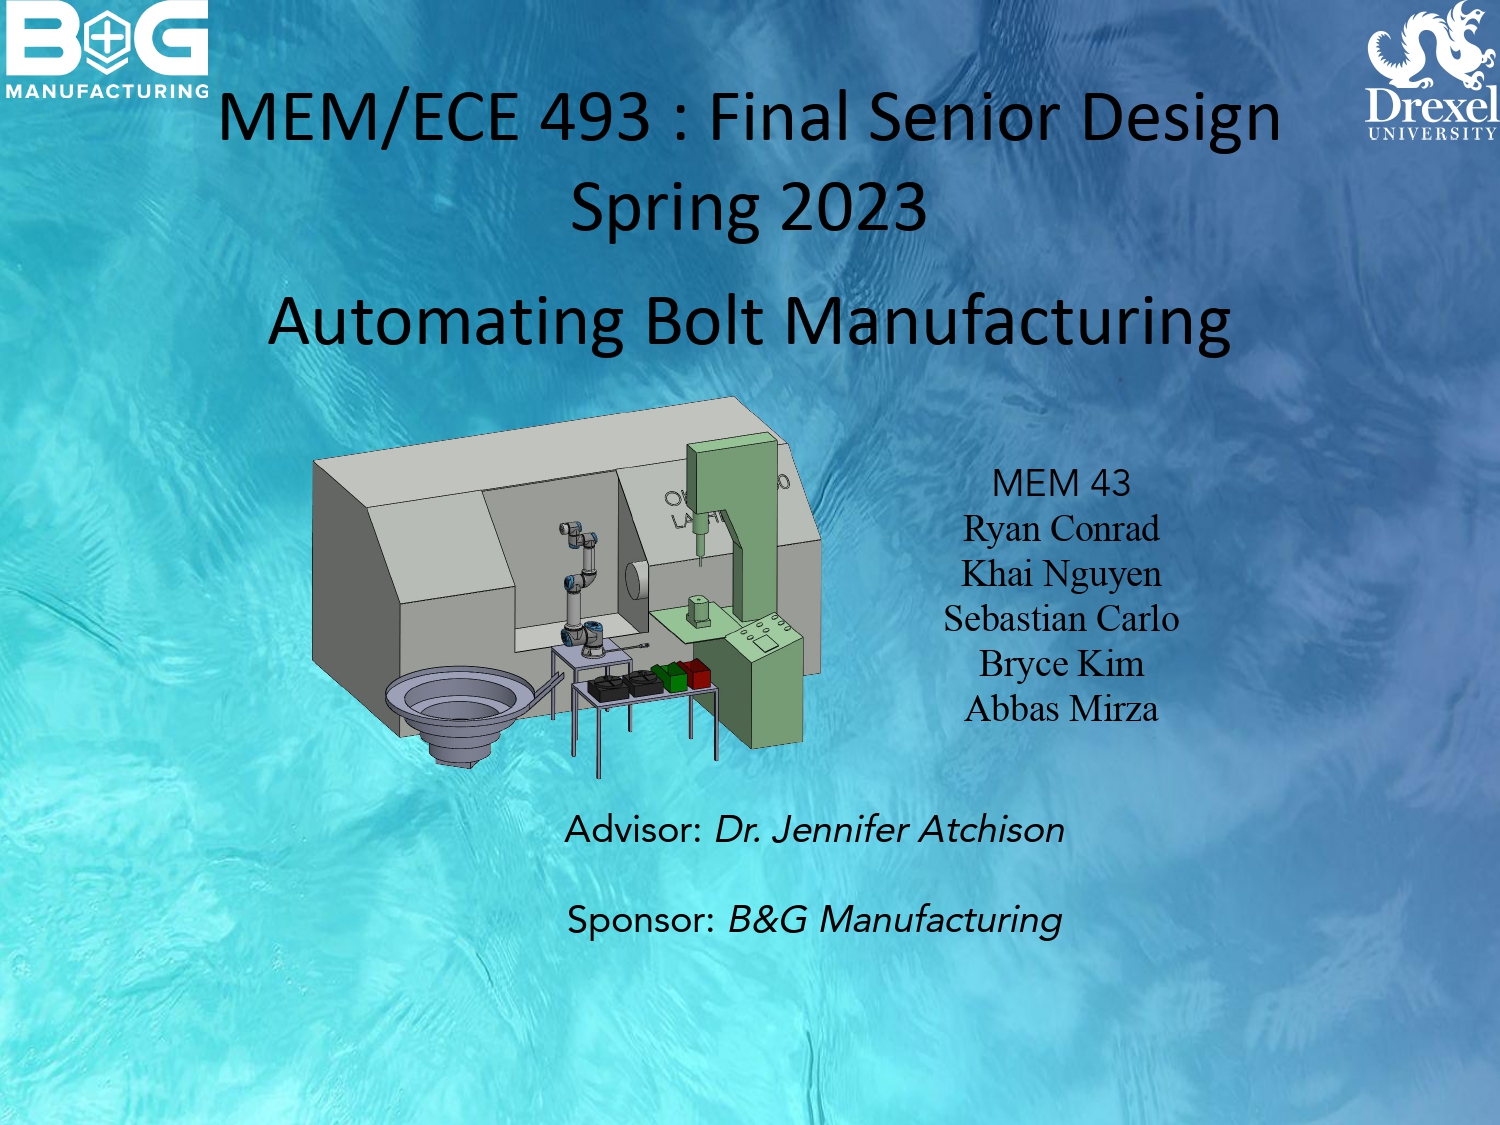 B&G
MANUFACTURING
Drexel
UNIVERSITY
MEM/ECE 493 : Final Senior Design
Spring 2023
Automating Bolt Manufacturing
MEM 43
Ryan Conrad
Khai Nguyen
Sebastian Carlo
Bryce Kim
Abbas Mirza
Advisor: Dr. Jennifer Atchison
Sponsor: B&G Manufacturing